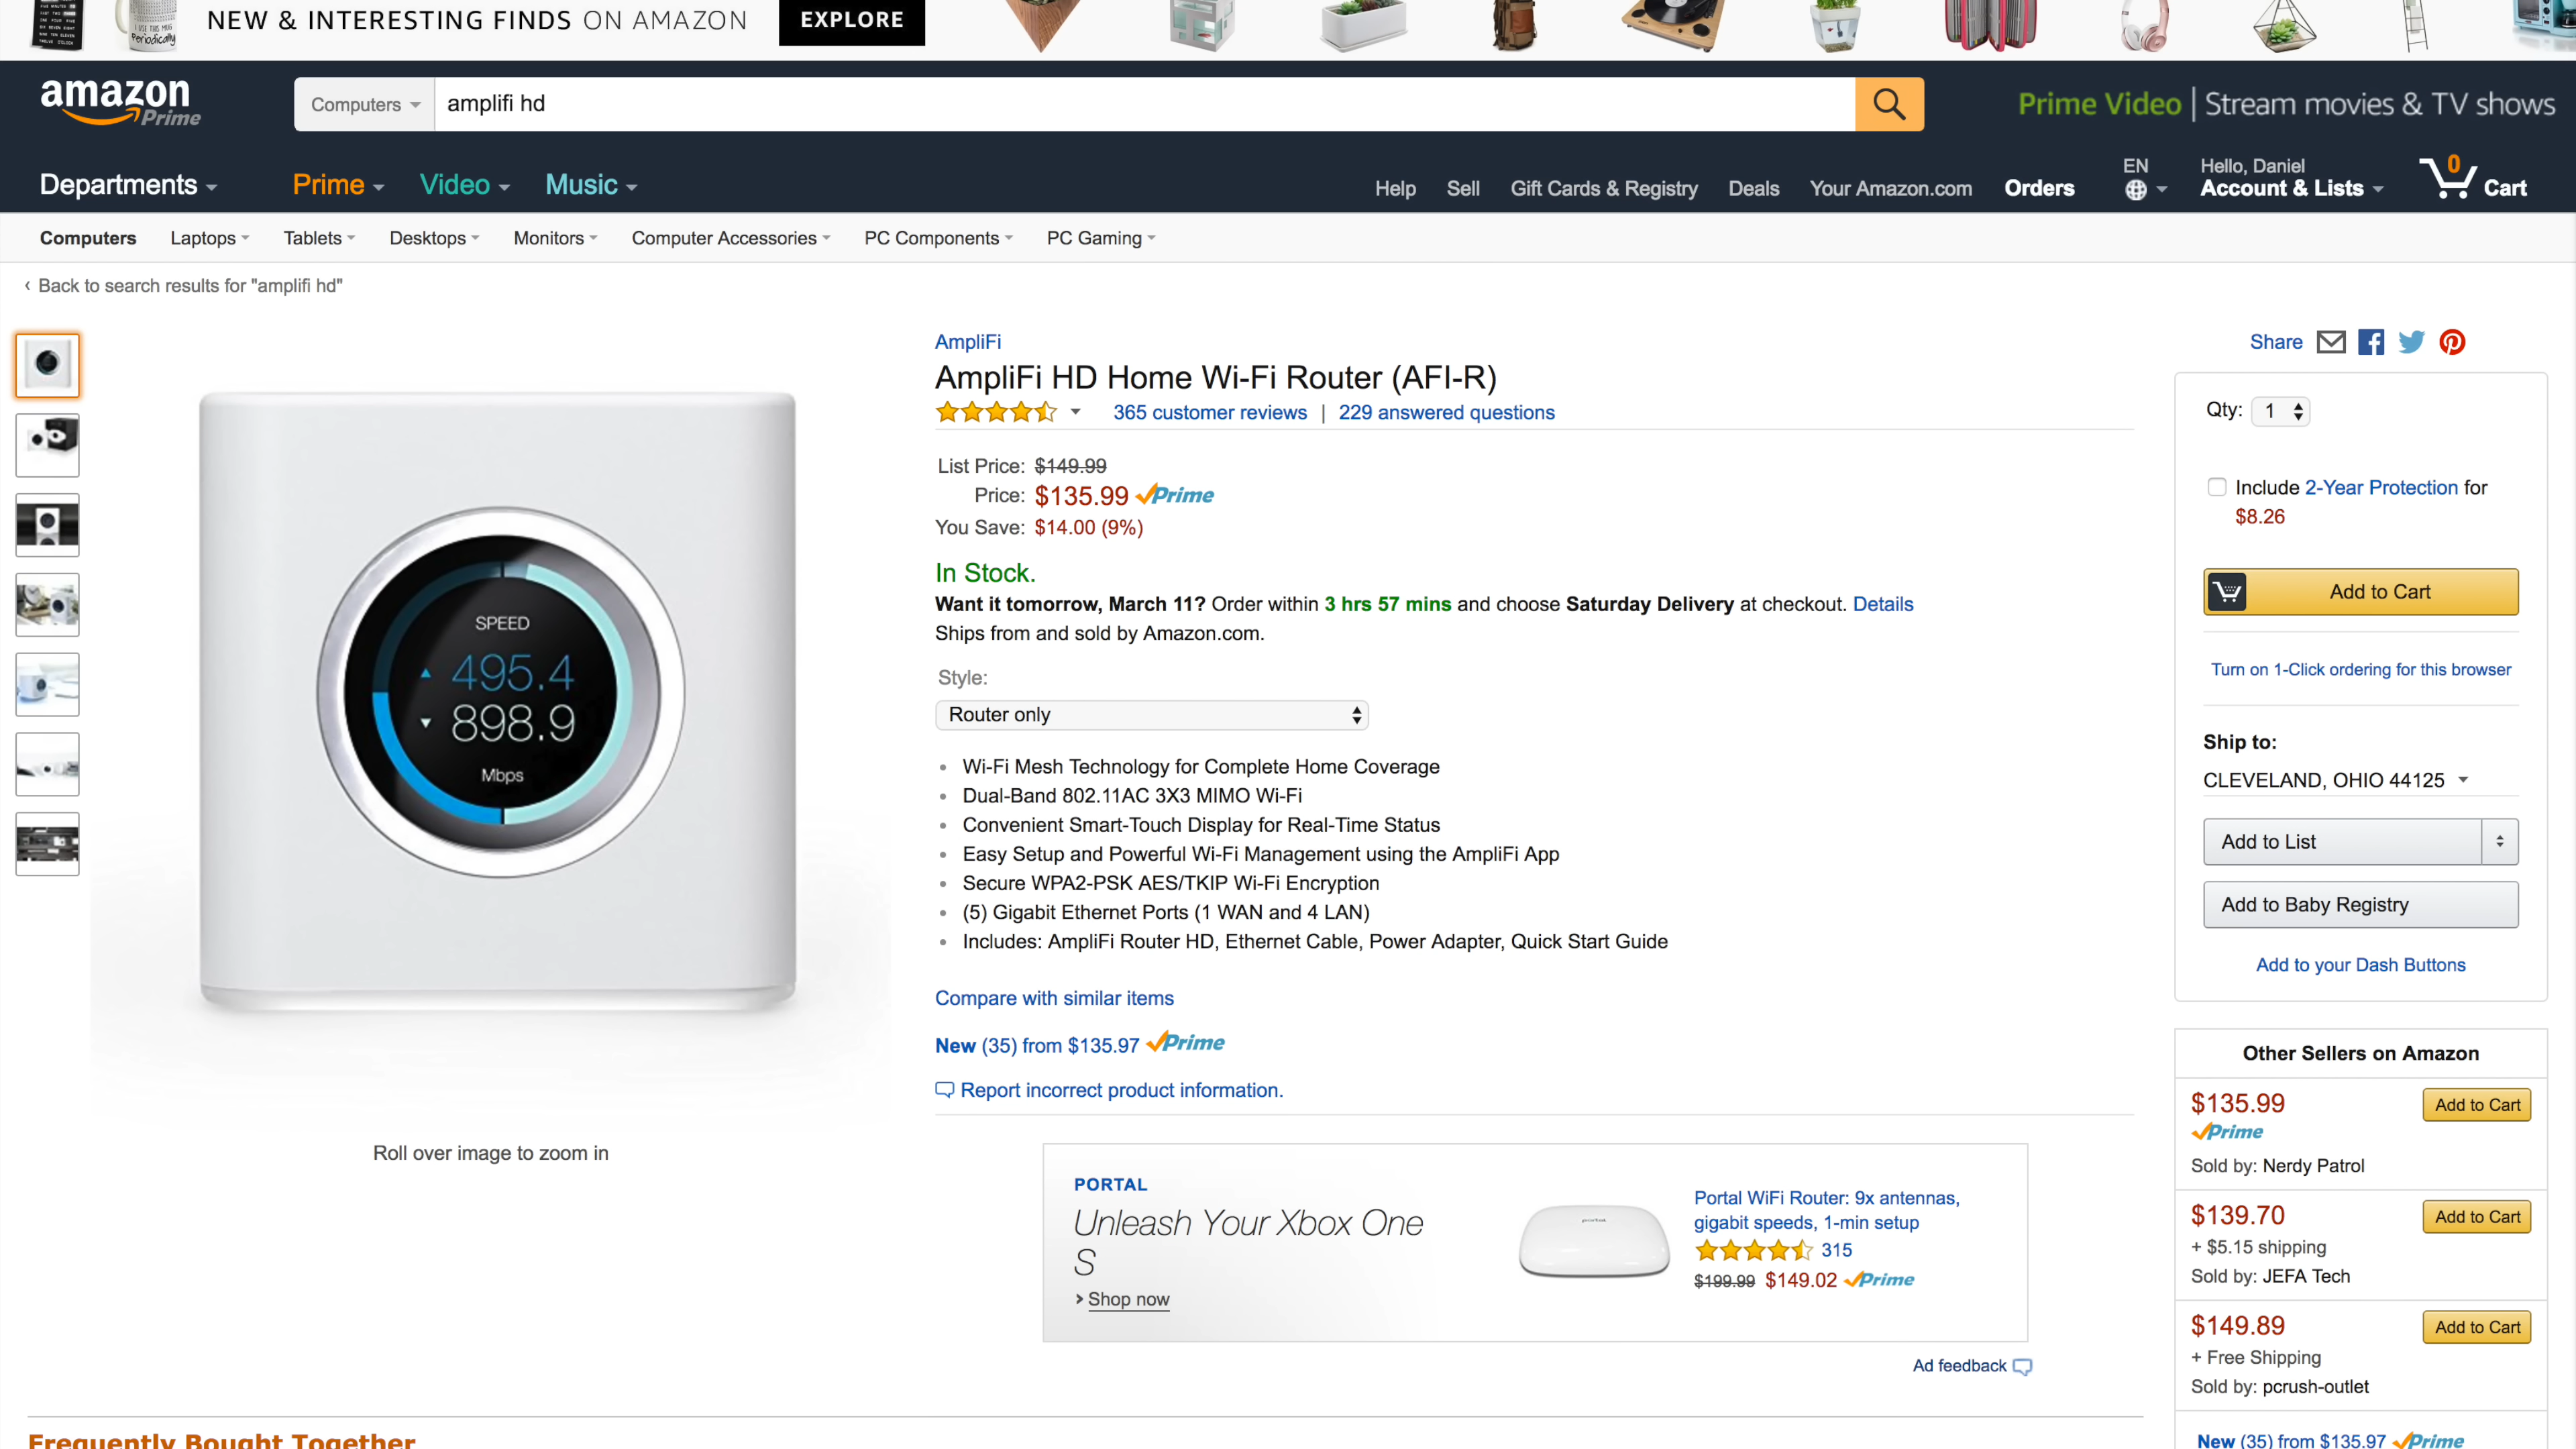 NEW & INTERESTING FINDS ON AMAZON EXPLORE
Periodically
amazon Prime
Computers amplifi hd
Prime Video | Stream movies & TV shows
Departments Prime Video Music
Help Sell Gift Cards & Registry Deals Your Amazon.com Orders
EN
Hello, Daniel
Account & Lists
0
Cart
Computers Laptops Tablets Desktops Monitors Computer Accessories PC Components PC Gaming
‹ Back to search results for "amplifi hd"
SPEED
495.4
898.9
Mbps
Roll over image to zoom in
AmpliFi
AmpliFi HD Home Wi-Fi Router (AFI-R)
365 customer reviews | 229 answered questions
List Price: $149.99
Price: $135.99 Prime
You Save: $14.00 (9%)
In Stock.
Want it tomorrow, March 11? Order within 3 hrs 57 mins and choose Saturday Delivery at checkout. Details
Ships from and sold by Amazon.com.
Style:
Router only
• Wi-Fi Mesh Technology for Complete Home Coverage
• Dual-Band 802.11AC 3X3 MIMO Wi-Fi
• Convenient Smart-Touch Display for Real-Time Status
• Easy Setup and Powerful Wi-Fi Management using the AmpliFi App
• Secure WPA2-PSK AES/TKIP Wi-Fi Encryption
• (5) Gigabit Ethernet Ports (1 WAN and 4 LAN)
• Includes: AmpliFi Router HD, Ethernet Cable, Power Adapter, Quick Start Guide
Compare with similar items
New (35) from $135.97 Prime
Report incorrect product information.
PORTAL
Unleash Your Xbox One
S
› Shop now
portal
Portal WiFi Router: 9x antennas,
gigabit speeds, 1-min setup
315
$199.99 $149.02 Prime
Ad feedback
Share
Qty: 1
Include 2-Year Protection for
$8.26
Add to Cart
Turn on 1-Click ordering for this browser
Ship to:
CLEVELAND, OHIO 44125
Add to List
Add to Baby Registry
Add to your Dash Buttons
Other Sellers on Amazon
$135.99 Add to Cart
Prime
Sold by: Nerdy Patrol
$139.70 Add to Cart
+ $5.15 shipping
Sold by: JEFA Tech
$149.89 Add to Cart
+ Free Shipping
Sold by: pcrush-outlet
New (35) from $135.97 Prime
Frequently Bought Together